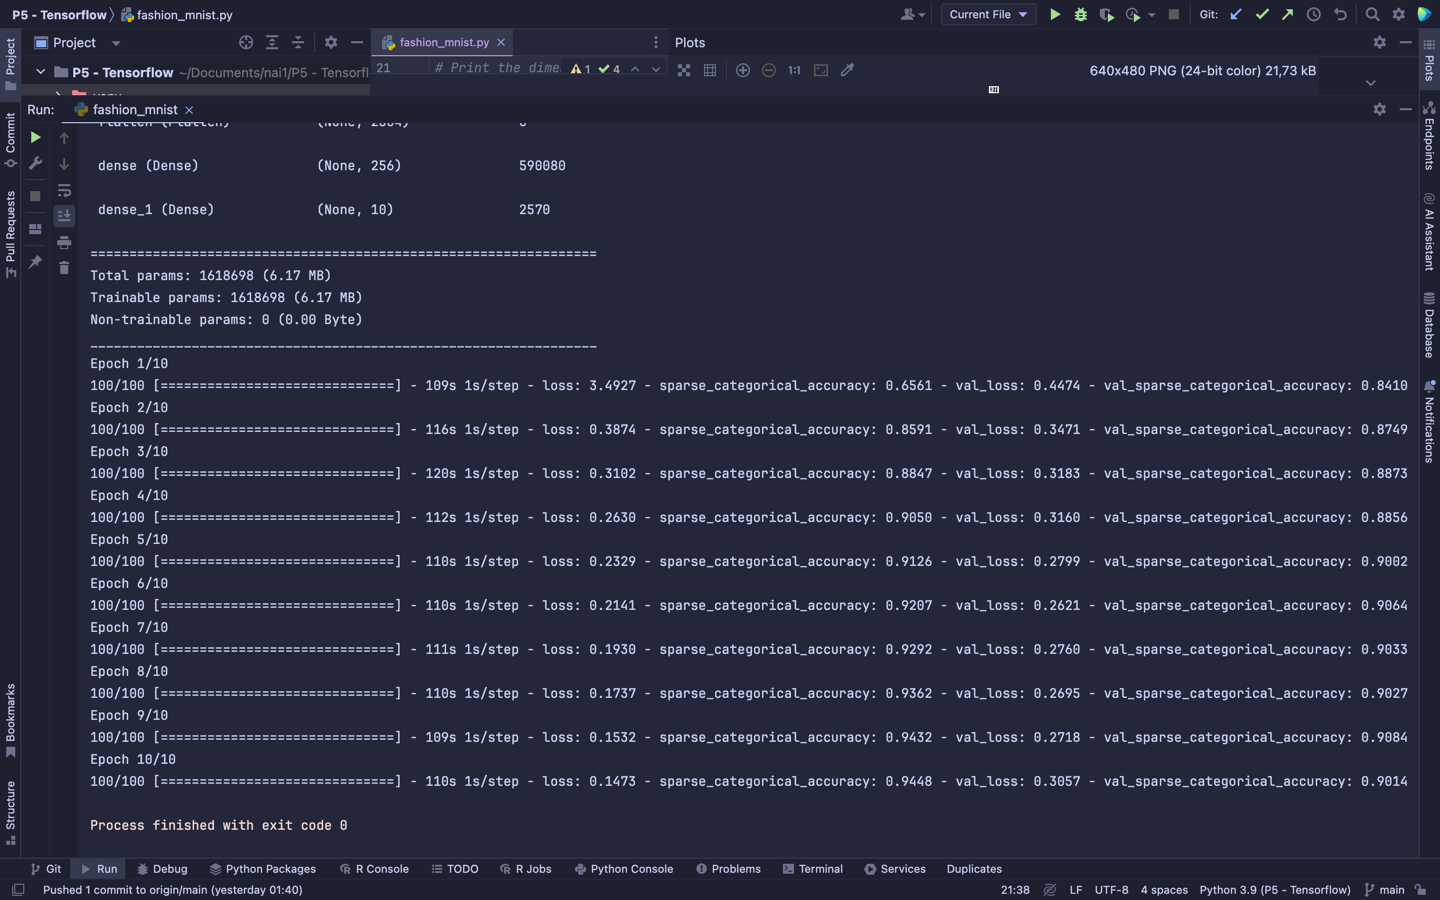 P5 - Tensorflow fashion_mnist.py Current File Git:
Project fashion_mnist.py Plots
P5 - Tensorflow ~/Documents/nai1/P5 - Tensorfl 21 # Print the dime 1 4 1:1 640x480 PNG (24-bit color) 21,73 kB
Run: fashion_mnist
flatten (Flatten) (None, 2304) 0
dense (Dense) (None, 256) 590080
dense_1 (Dense) (None, 10) 2570
=================================================================
Total params: 1618698 (6.17 MB)
Trainable params: 1618698 (6.17 MB)
Non-trainable params: 0 (0.00 Byte)
_________________________________________________________________
Epoch 1/10
100/100 [==============================] - 109s 1s/step - loss: 3.4927 - sparse_categorical_accuracy: 0.6561 - val_loss: 0.4474 - val_sparse_categorical_accuracy: 0.8410
Epoch 2/10
100/100 [==============================] - 116s 1s/step - loss: 0.3874 - sparse_categorical_accuracy: 0.8591 - val_loss: 0.3471 - val_sparse_categorical_accuracy: 0.8749
Epoch 3/10
100/100 [==============================] - 120s 1s/step - loss: 0.3102 - sparse_categorical_accuracy: 0.8847 - val_loss: 0.3183 - val_sparse_categorical_accuracy: 0.8873
Epoch 4/10
100/100 [==============================] - 112s 1s/step - loss: 0.2630 - sparse_categorical_accuracy: 0.9050 - val_loss: 0.3160 - val_sparse_categorical_accuracy: 0.8856
Epoch 5/10
100/100 [==============================] - 110s 1s/step - loss: 0.2329 - sparse_categorical_accuracy: 0.9126 - val_loss: 0.2799 - val_sparse_categorical_accuracy: 0.9002
Epoch 6/10
100/100 [==============================] - 110s 1s/step - loss: 0.2141 - sparse_categorical_accuracy: 0.9207 - val_loss: 0.2621 - val_sparse_categorical_accuracy: 0.9064
Epoch 7/10
100/100 [==============================] - 111s 1s/step - loss: 0.1930 - sparse_categorical_accuracy: 0.9292 - val_loss: 0.2760 - val_sparse_categorical_accuracy: 0.9033
Epoch 8/10
100/100 [==============================] - 110s 1s/step - loss: 0.1737 - sparse_categorical_accuracy: 0.9362 - val_loss: 0.2695 - val_sparse_categorical_accuracy: 0.9027
Epoch 9/10
100/100 [==============================] - 109s 1s/step - loss: 0.1532 - sparse_categorical_accuracy: 0.9432 - val_loss: 0.2718 - val_sparse_categorical_accuracy: 0.9084
Epoch 10/10
100/100 [==============================] - 110s 1s/step - loss: 0.1473 - sparse_categorical_accuracy: 0.9448 - val_loss: 0.3057 - val_sparse_categorical_accuracy: 0.9014
Process finished with exit code 0
Project
Commit
Pull Requests
Bookmarks
Structure
Plots
Endpoints
AI Assistant
Database
Notifications
Git Run Debug Python Packages R Console TODO R Jobs Python Console Problems Terminal Services Duplicates
Pushed 1 commit to origin/main (yesterday 01:40) 21:38 LF UTF-8 4 spaces Python 3.9 (P5 - Tensorflow) main